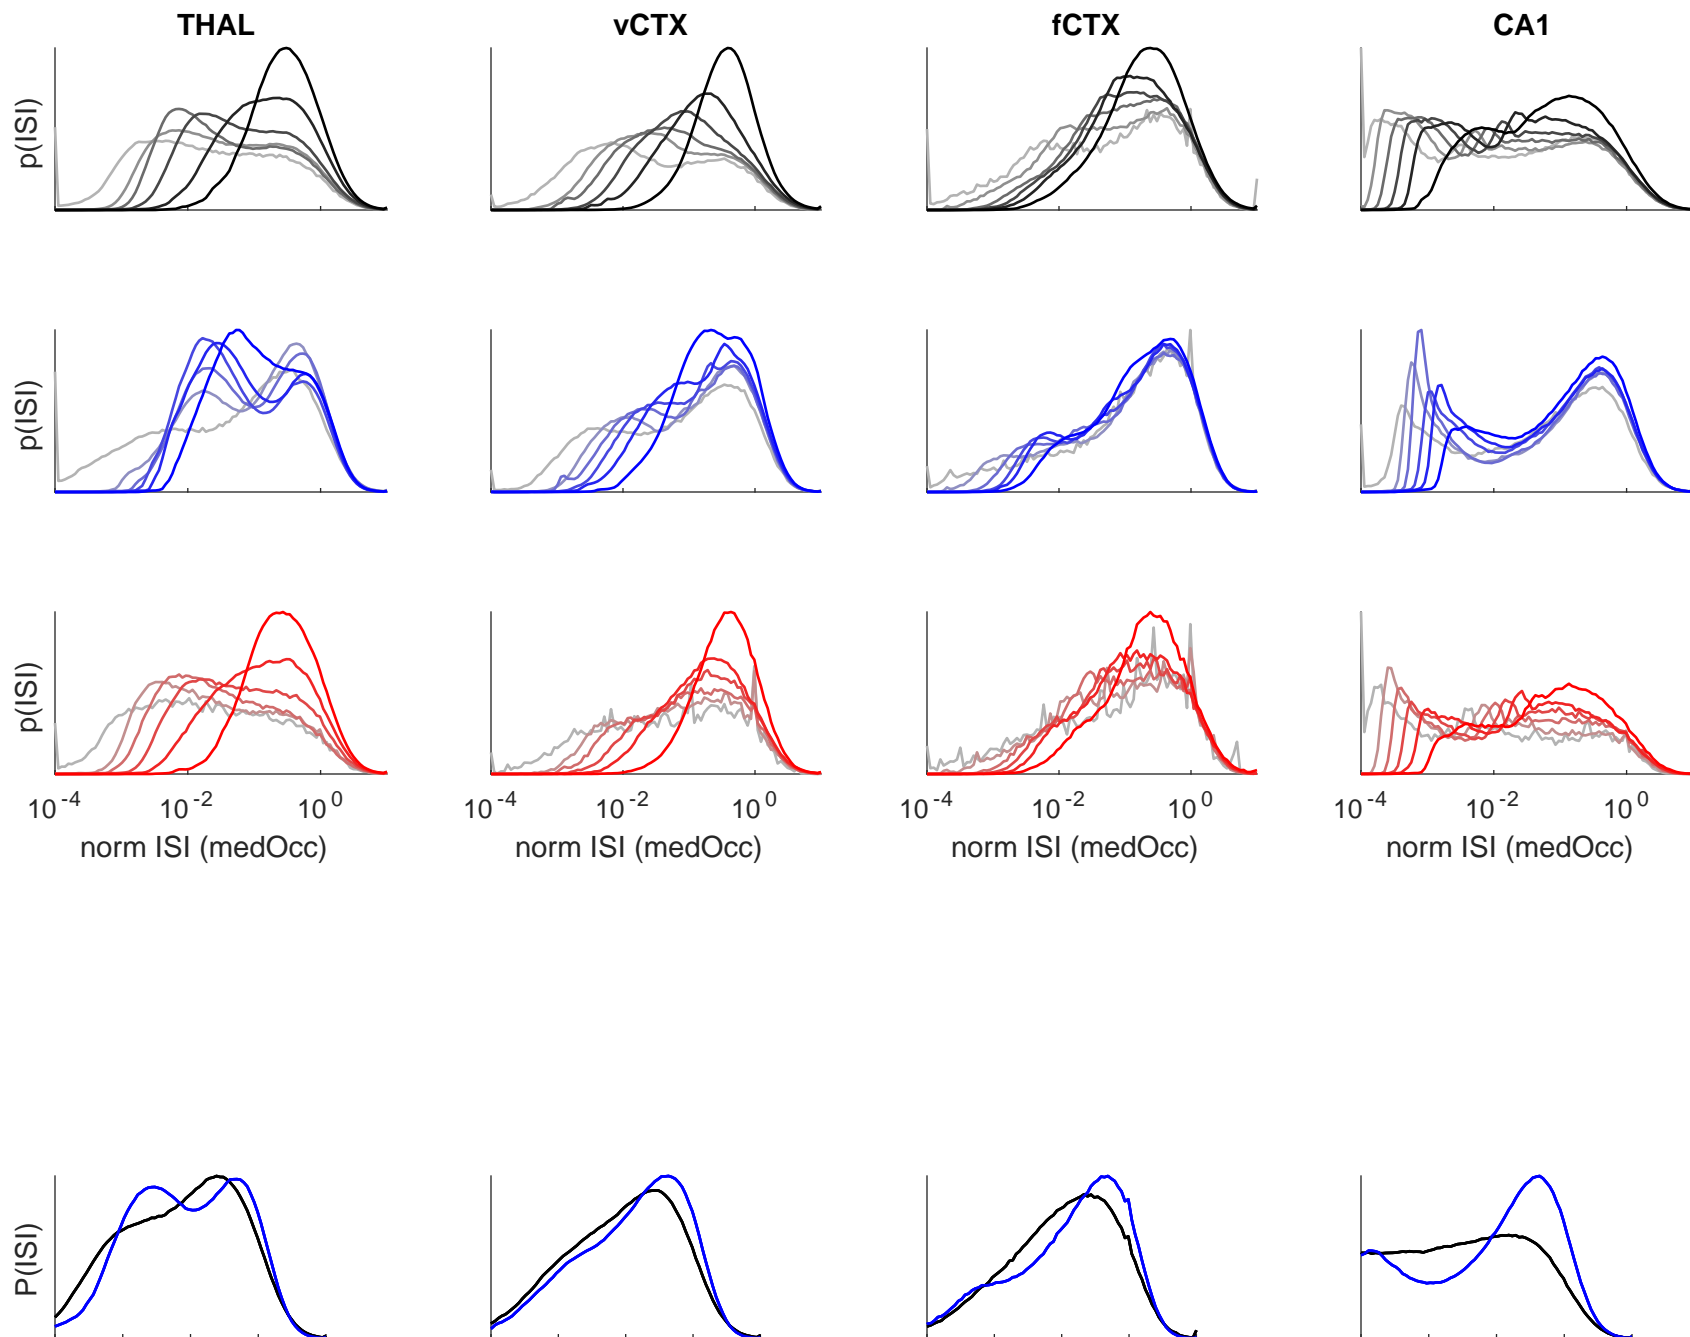 THAL vCTX fCTX CA1
p(ISI)
p(ISI)
p(ISI)
10^-4 10^-2 10^0 10^-4 10^-2 10^0 10^-4 10^-2 10^0 10^-4 10^-2 10^0
norm ISI (medOcc) norm ISI (medOcc) norm ISI (medOcc) norm ISI (medOcc)
P(ISI)